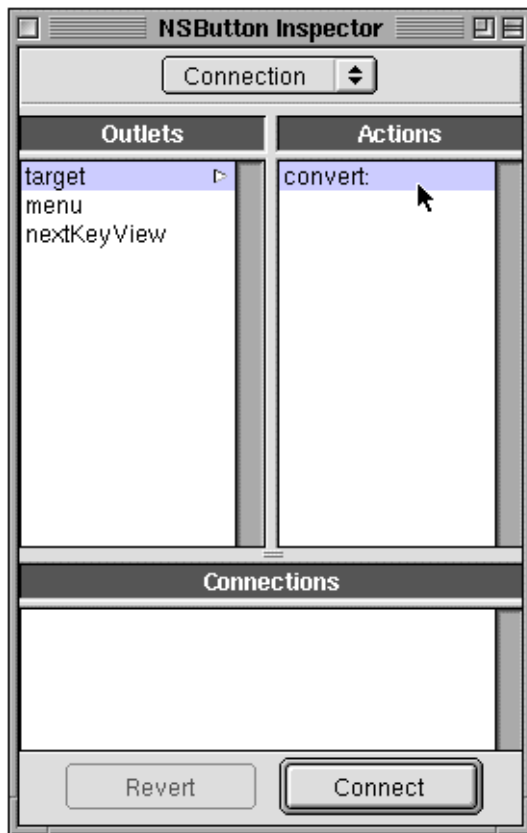 NSButton Inspector
Connection
Outlets
Actions
target
convert:
menu
nextKeyView
Connections
Revert
Connect